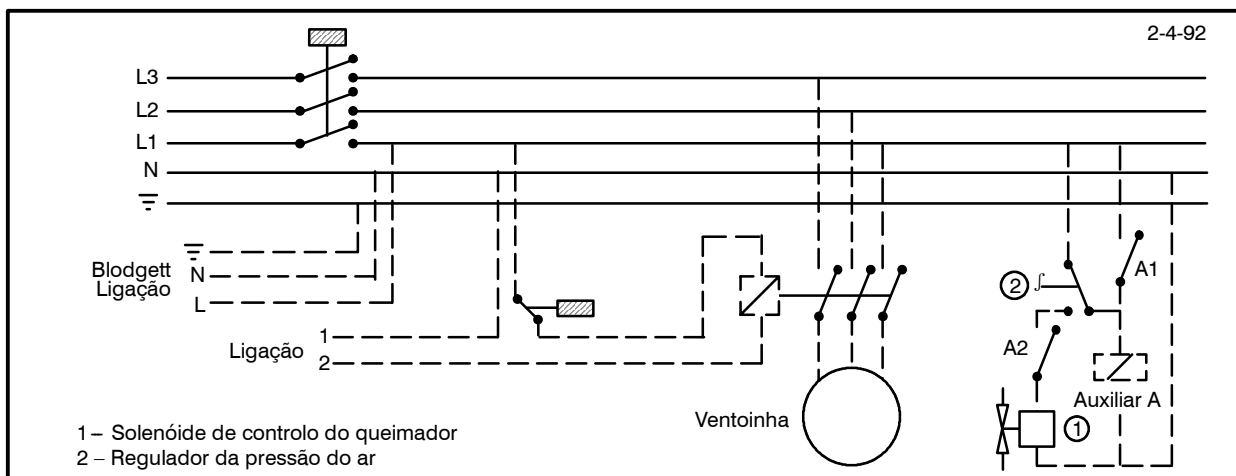 2-4-92
L3
L2
L1
N
Blodgett
Ligação
N
L
Ligação
1
2
Ventoinha
2
A1
A2
Auxiliar A
1
1 – Solenóide de controlo do queimador
2 – Regulador da pressão do ar